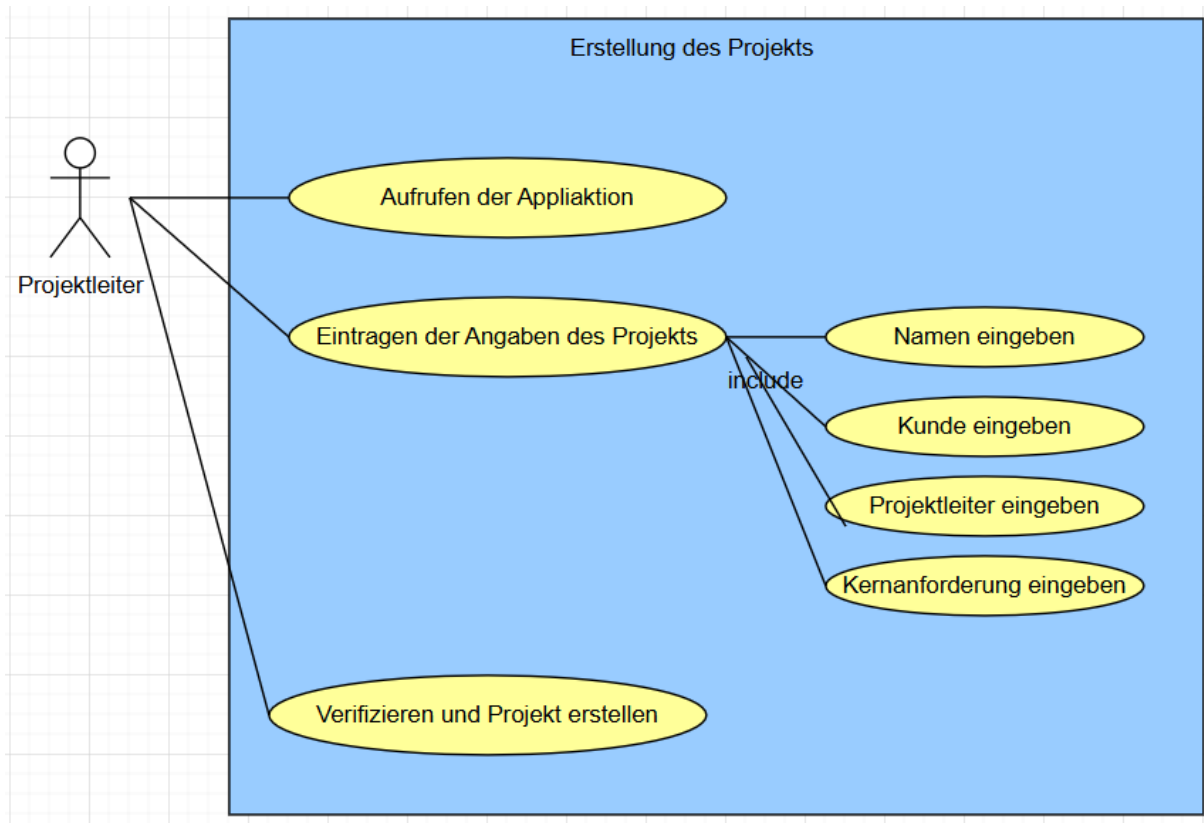 Erstellung des Projekts
Aufrufen der Appliaktion
Projektleiter
Eintragen der Angaben des Projekts
Namen eingeben
include
Kunde eingeben
Projektleiter eingeben
Kernanforderung eingeben
Verifizieren und Projekt erstellen